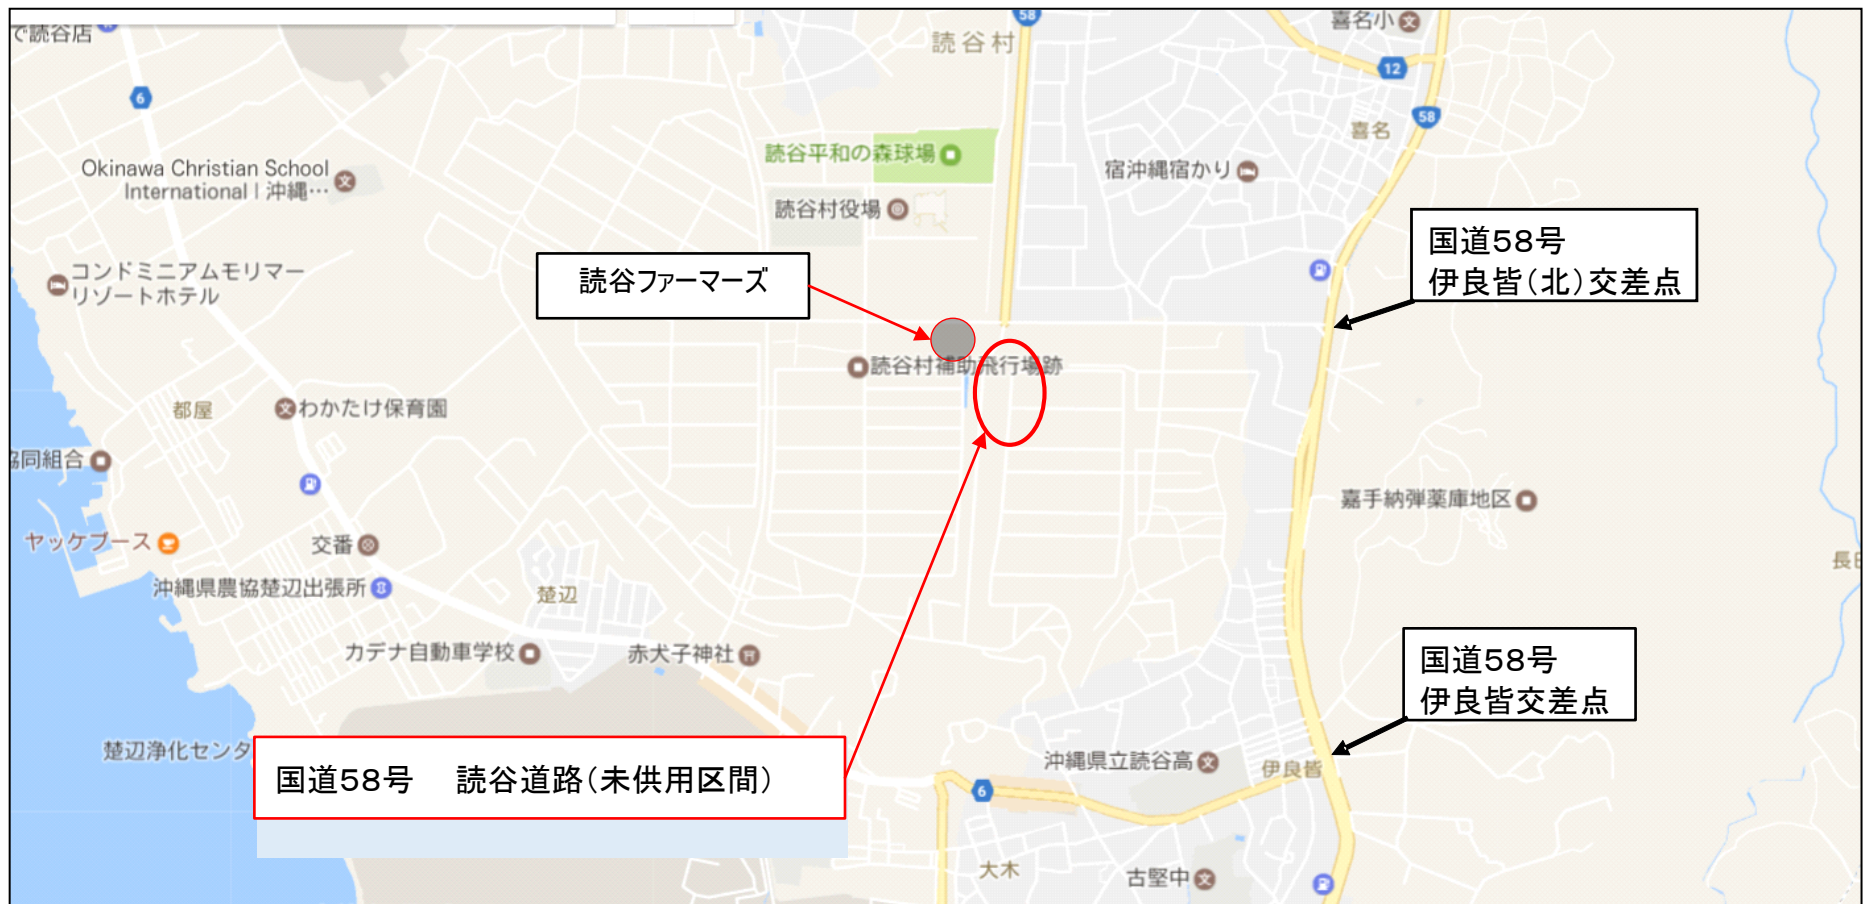 で読谷店
58
読谷村
喜名小
12
6
58
喜名
Okinawa Christian School
International | 沖縄…
読谷平和の森球場
宿沖縄宿かり
読谷村役場
国道58号
伊良皆(北)交差点
コンドミニアムモリマー
リゾートホテル
読谷ファーマーズ
読谷村補助飛行場跡
都屋
わかたけ保育園
協同組合
嘉手納弾薬庫地区
ヤッケブース
交番
長田
沖縄県農協楚辺出張所
楚辺
カデナ自動車学校
赤犬子神社
国道58号
伊良皆交差点
楚辺浄化センタ
国道58号 読谷道路(未供用区間)
沖縄県立読谷高
伊良皆
6
大木
古堅中